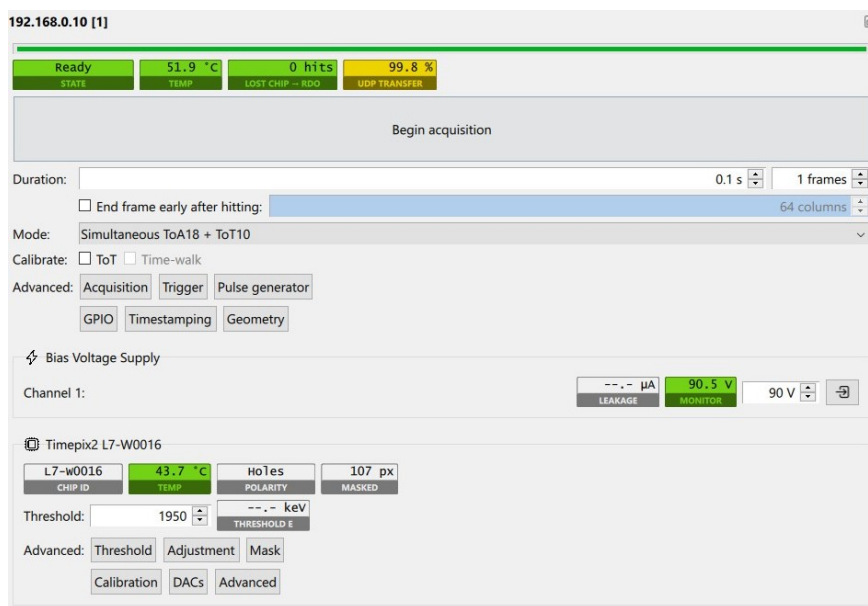 192.168.0.10 [1]
Ready 51.9 °C 0 hits 99.8 %
STATE TEMP LOST CHIP → RDO UDP TRANSFER
Begin acquisition
Duration: 0.1 s 1 frames
End frame early after hitting: 64 columns
Mode: Simultaneous ToA18 + ToT10
Calibrate: ToT Time-walk
Advanced: Acquisition Trigger Pulse generator
GPIO Timestamping Geometry
Bias Voltage Supply
Channel 1: --.- µA 90.5 V 90 V
LEAKAGE MONITOR
Timepix2 L7-W0016
L7-W0016 43.7 °C Holes 107 px
CHIP ID TEMP POLARITY MASKED
Threshold: 1950 --.- keV
THRESHOLD E
Advanced: Threshold Adjustment Mask
Calibration DACs Advanced